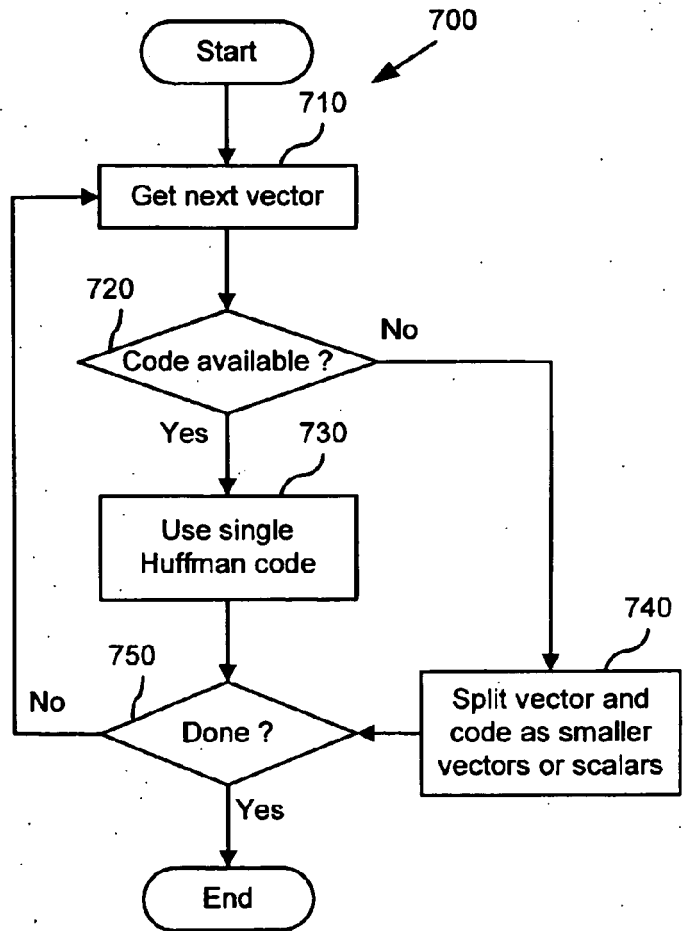 Start
700
710
Get next vector
720
Code available ?
No
Yes
730
Use single
Huffman code
740
Split vector and
code as smaller
vectors or scalars
750
No
Done ?
Yes
End